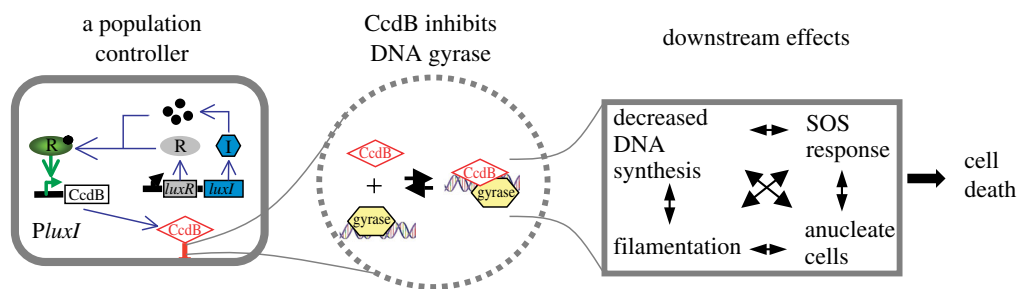 a population
controller
R
R
I
CcdB
luxR
luxI
PluxI
CcdB
CcdB inhibits
DNA gyrase
CcdB
+
gyrase
CcdB
gyrase
downstream effects
decreased
DNA
synthesis
SOS
response
filamentation
anucleate
cells
cell
death